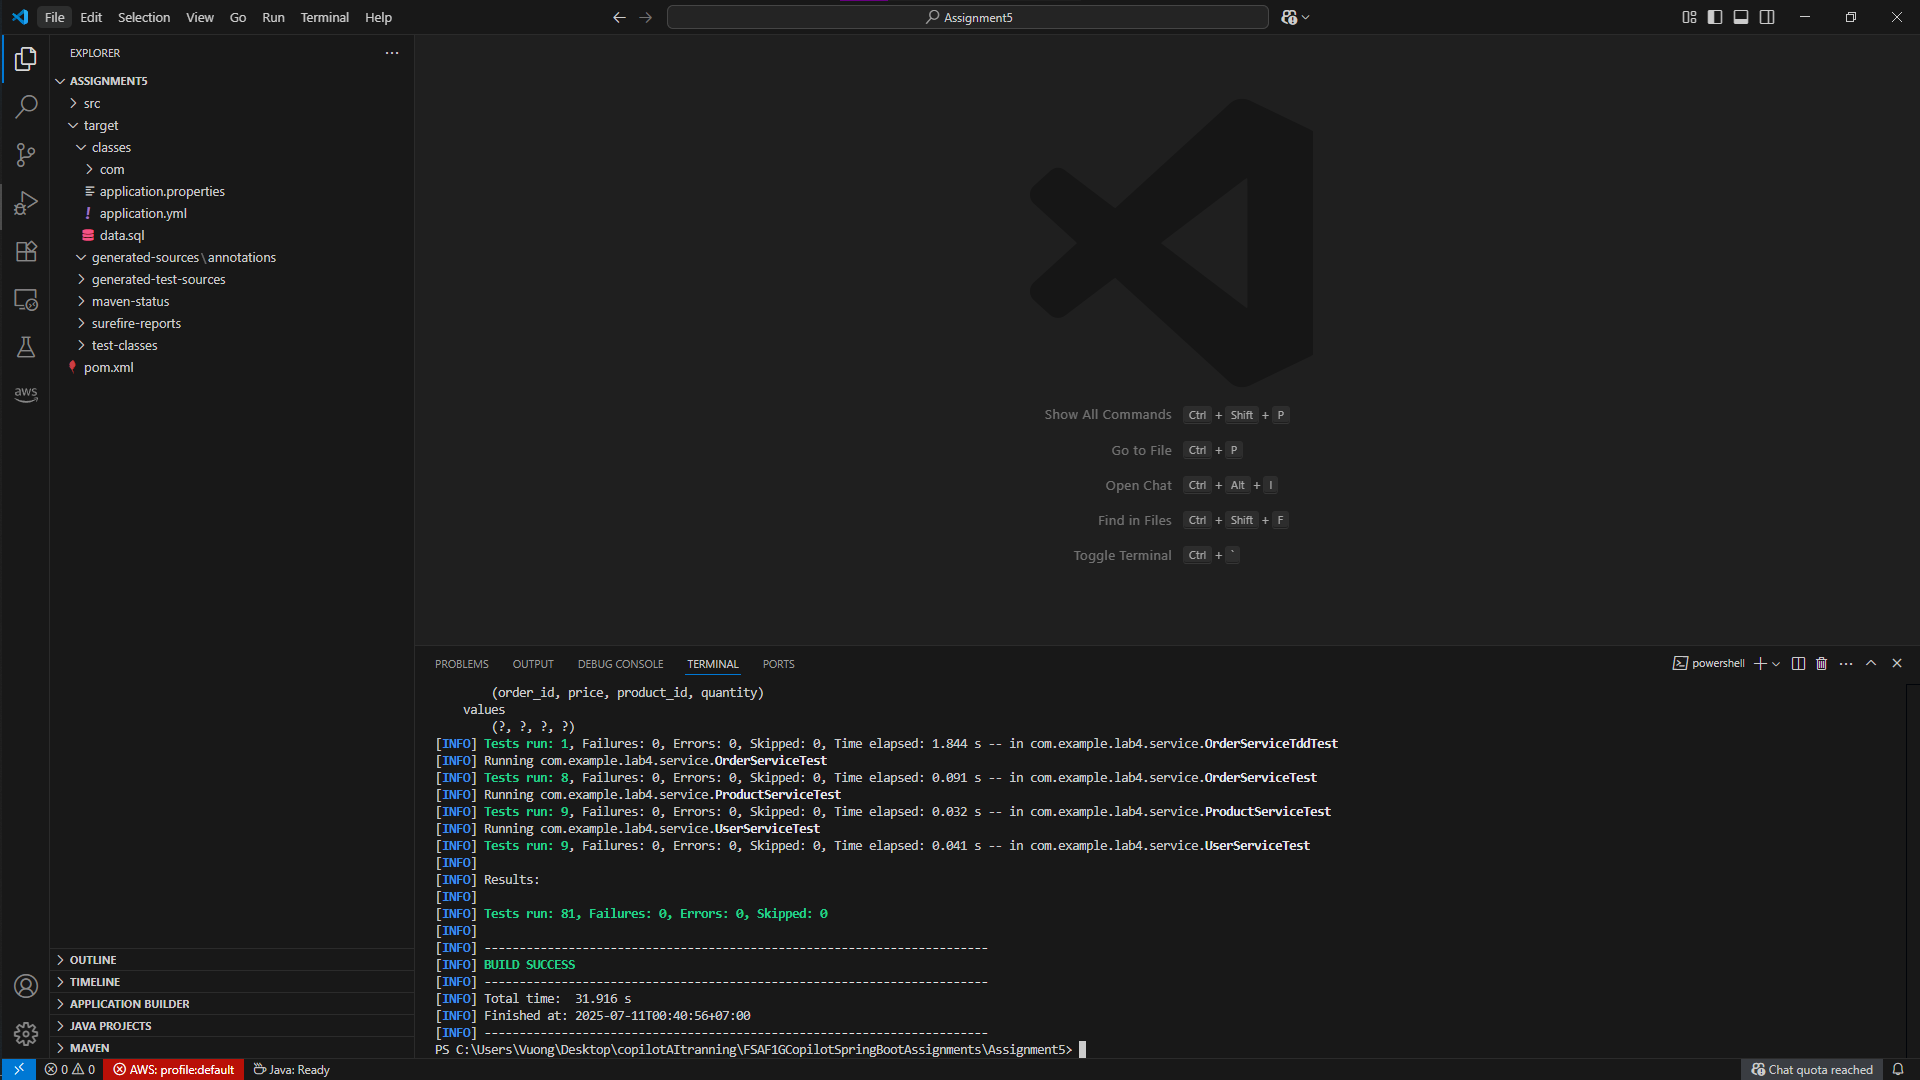 File Edit Selection View Go Run Terminal Help
Assignment5
EXPLORER
ASSIGNMENT5
src
target
classes
com
application.properties
application.yml
data.sql
generated-sources\annotations
generated-test-sources
maven-status
surefire-reports
test-classes
pom.xml
aws
OUTLINE
TIMELINE
APPLICATION BUILDER
JAVA PROJECTS
MAVEN
Show All Commands Ctrl + Shift + P
Go to File Ctrl + P
Open Chat Ctrl + Alt + I
Find in Files Ctrl + Shift + F
Toggle Terminal Ctrl + `
PROBLEMS OUTPUT DEBUG CONSOLE TERMINAL PORTS
powershell
(order_id, price, product_id, quantity)
values
(?, ?, ?, ?)
[INFO] Tests run: 1, Failures: 0, Errors: 0, Skipped: 0, Time elapsed: 1.844 s -- in com.example.lab4.service.OrderServiceTddTest
[INFO] Running com.example.lab4.service.OrderServiceTest
[INFO] Tests run: 8, Failures: 0, Errors: 0, Skipped: 0, Time elapsed: 0.091 s -- in com.example.lab4.service.OrderServiceTest
[INFO] Running com.example.lab4.service.ProductServiceTest
[INFO] Tests run: 9, Failures: 0, Errors: 0, Skipped: 0, Time elapsed: 0.032 s -- in com.example.lab4.service.ProductServiceTest
[INFO] Running com.example.lab4.service.UserServiceTest
[INFO] Tests run: 9, Failures: 0, Errors: 0, Skipped: 0, Time elapsed: 0.041 s -- in com.example.lab4.service.UserServiceTest
[INFO]
[INFO] Results:
[INFO]
[INFO] Tests run: 81, Failures: 0, Errors: 0, Skipped: 0
[INFO]
[INFO] ------------------------------------------------------------------------
[INFO] BUILD SUCCESS
[INFO] ------------------------------------------------------------------------
[INFO] Total time:  31.916 s
[INFO] Finished at: 2025-07-11T00:40:56+07:00
[INFO] ------------------------------------------------------------------------
PS C:\Users\Vuong\Desktop\copilotAItranning\FSAF1GCopilotSpringBootAssignments\Assignment5>
0 0 AWS: profile:default Java: Ready Chat quota reached